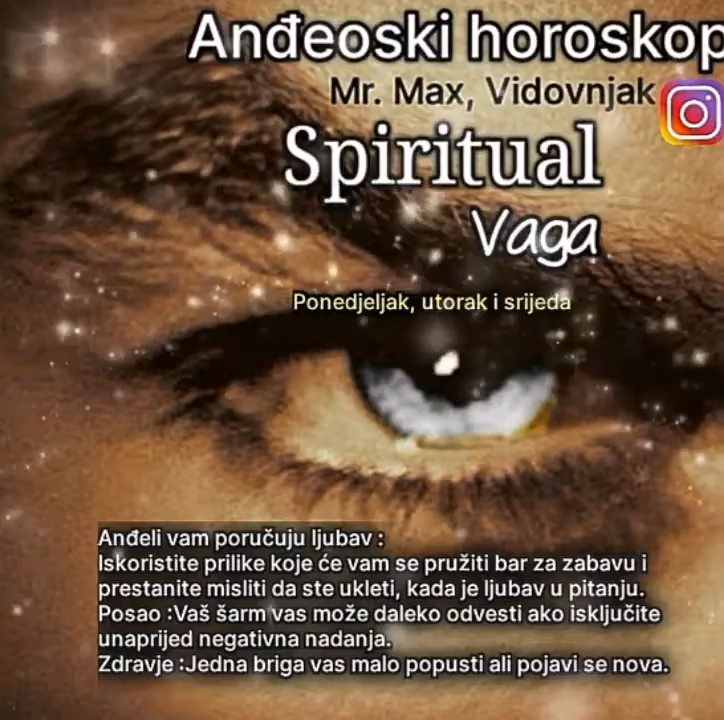 Anđeoski horoskop
Mr. Max, Vidovnjak
Spiritual
Vaga
Ponedjeljak, utorak i srijeda
Anđeli vam poručuju ljubav :
Iskoristite prilike koje će vam se pružiti bar za zabavu i
prestanite misliti da ste ukleti, kada je ljubav u pitanju.
Posao :Vaš šarm vas može daleko odvesti ako isključite
unaprijed negativna nadanja.
Zdravje :Jedna briga vas malo popusti ali pojavi se nova.